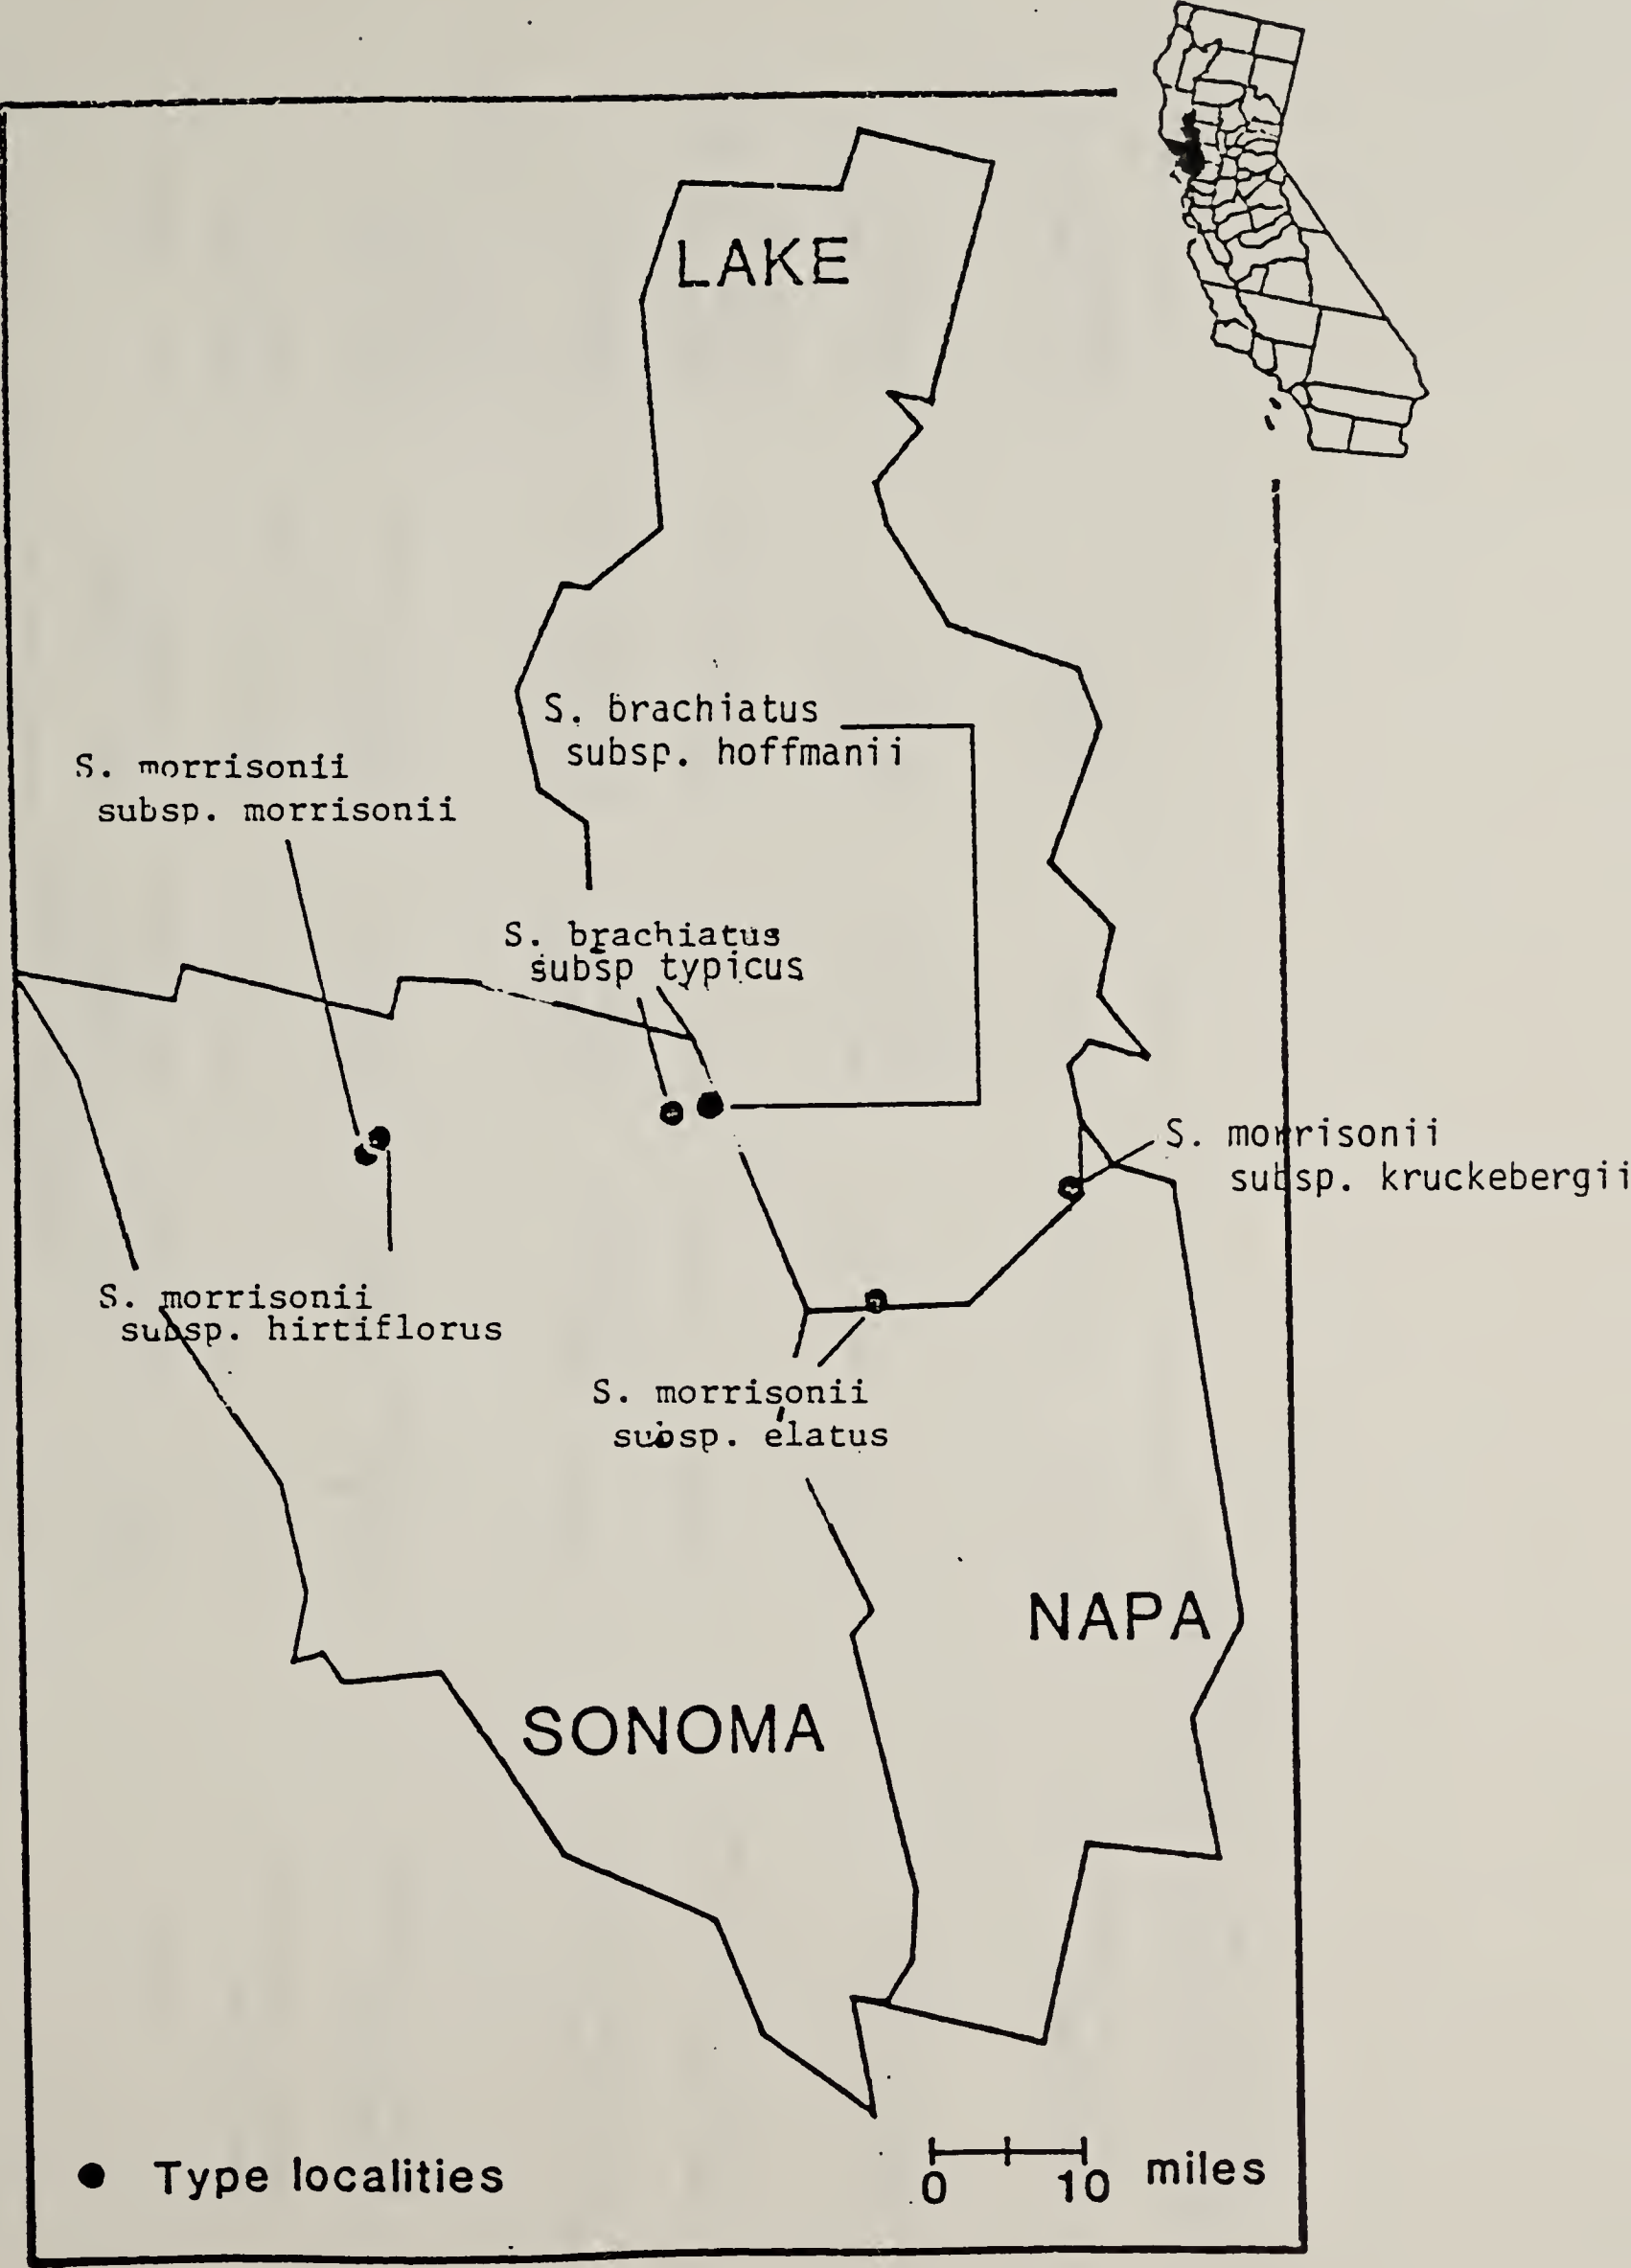 LAKE
S. brachiatus
subsp. hoffmanii
S. morrisonii
subsp. morrisonii
S. brachiatus
subsp typicus
S. morrisonii
subsp. kruckebergii
S. morrisonii
subsp. hirtiflorus
S. morrisonii
subsp. elatus
NAPA
SONOMA
Type localities
0 10 miles